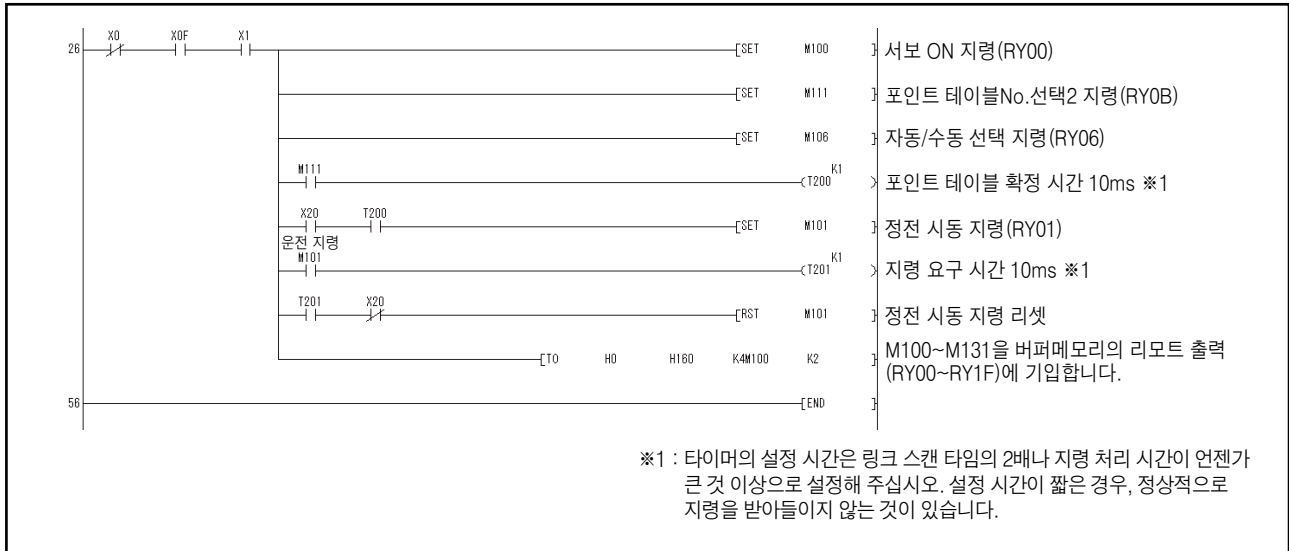 26 X0 X0F X1 [SET M100 ] 서보 ON 지령(RY00)
[SET M111 ] 포인트 테이블No.선택2 지령(RY0B)
[SET M106 ] 자동/수동 선택 지령(RY06)
M111 (T200 K1 ) 포인트 테이블 확정 시간 10ms ※1
X20 T200 [SET M101 ] 정전 시동 지령(RY01)
운전 지령
M101 (T201 K1 ) 지령 요구 시간 10ms ※1
T201 X20 [RST M101 ] 정전 시동 지령 리셋
[TO H0 H160 K4M100 K2 ] M100~M131을 버퍼메모리의 리모트 출력
(RY00~RY1F)에 기입합니다.
56 [END ]
※1 : 타이머의 설정 시간은 링크 스캔 타임의 2배나 지령 처리 시간이 언젠가
큰 것 이상으로 설정해 주십시오. 설정 시간이 짧은 경우, 정상적으로
지령을 받아들이지 않는 것이 있습니다.